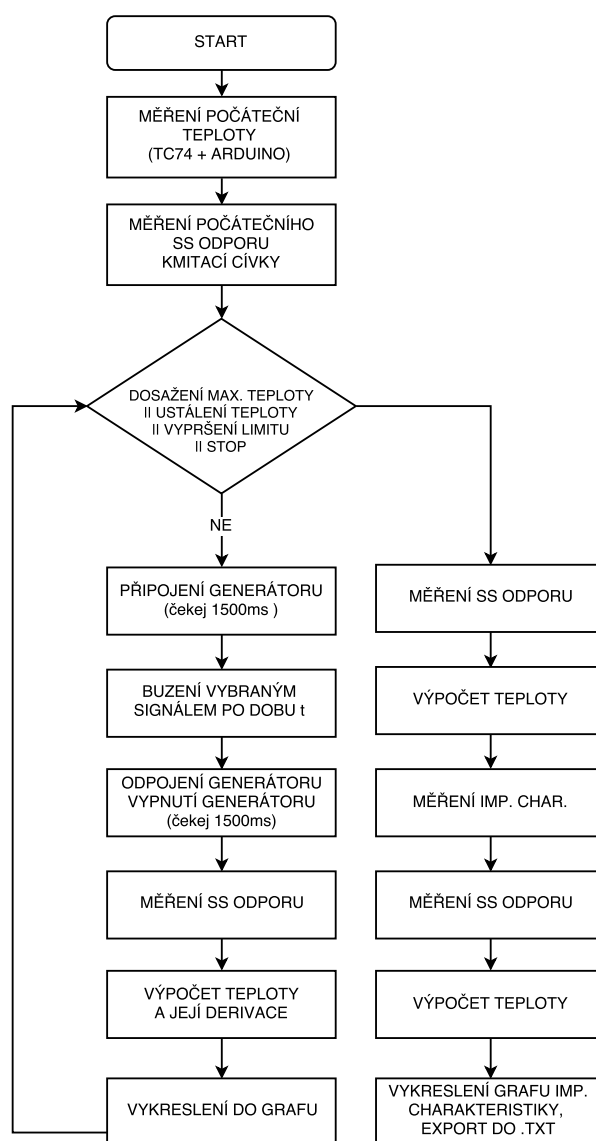 START
MĚŘENÍ POČÁTEČNÍ
TEPLOTY
(TC74 + ARDUINO)
MĚŘENÍ POČÁTEČNÍHO
SS ODPORU
KMITACÍ CÍVKY
DOSAŽENÍ MAX. TEPLOTY
II USTÁLENÍ TEPLOTY
II VYPRŠENÍ LIMITU
II STOP
NE
PŘIPOJENÍ GENERÁTORU
(čekej 1500ms )
BUZENÍ VYBRANÝM
SIGNÁLEM PO DOBU t
ODPOJENÍ GENERÁTORU
VYPNUTÍ GENERÁTORU
(čekej 1500ms)
MĚŘENÍ SS ODPORU
VÝPOČET TEPLOTY
A JEJÍ DERIVACE
VYKRESLENÍ DO GRAFU
MĚŘENÍ SS ODPORU
VÝPOČET TEPLOTY
MĚŘENÍ IMP. CHAR.
MĚŘENÍ SS ODPORU
VÝPOČET TEPLOTY
VYKRESLENÍ GRAFU IMP.
CHARAKTERISTIKY,
EXPORT DO .TXT